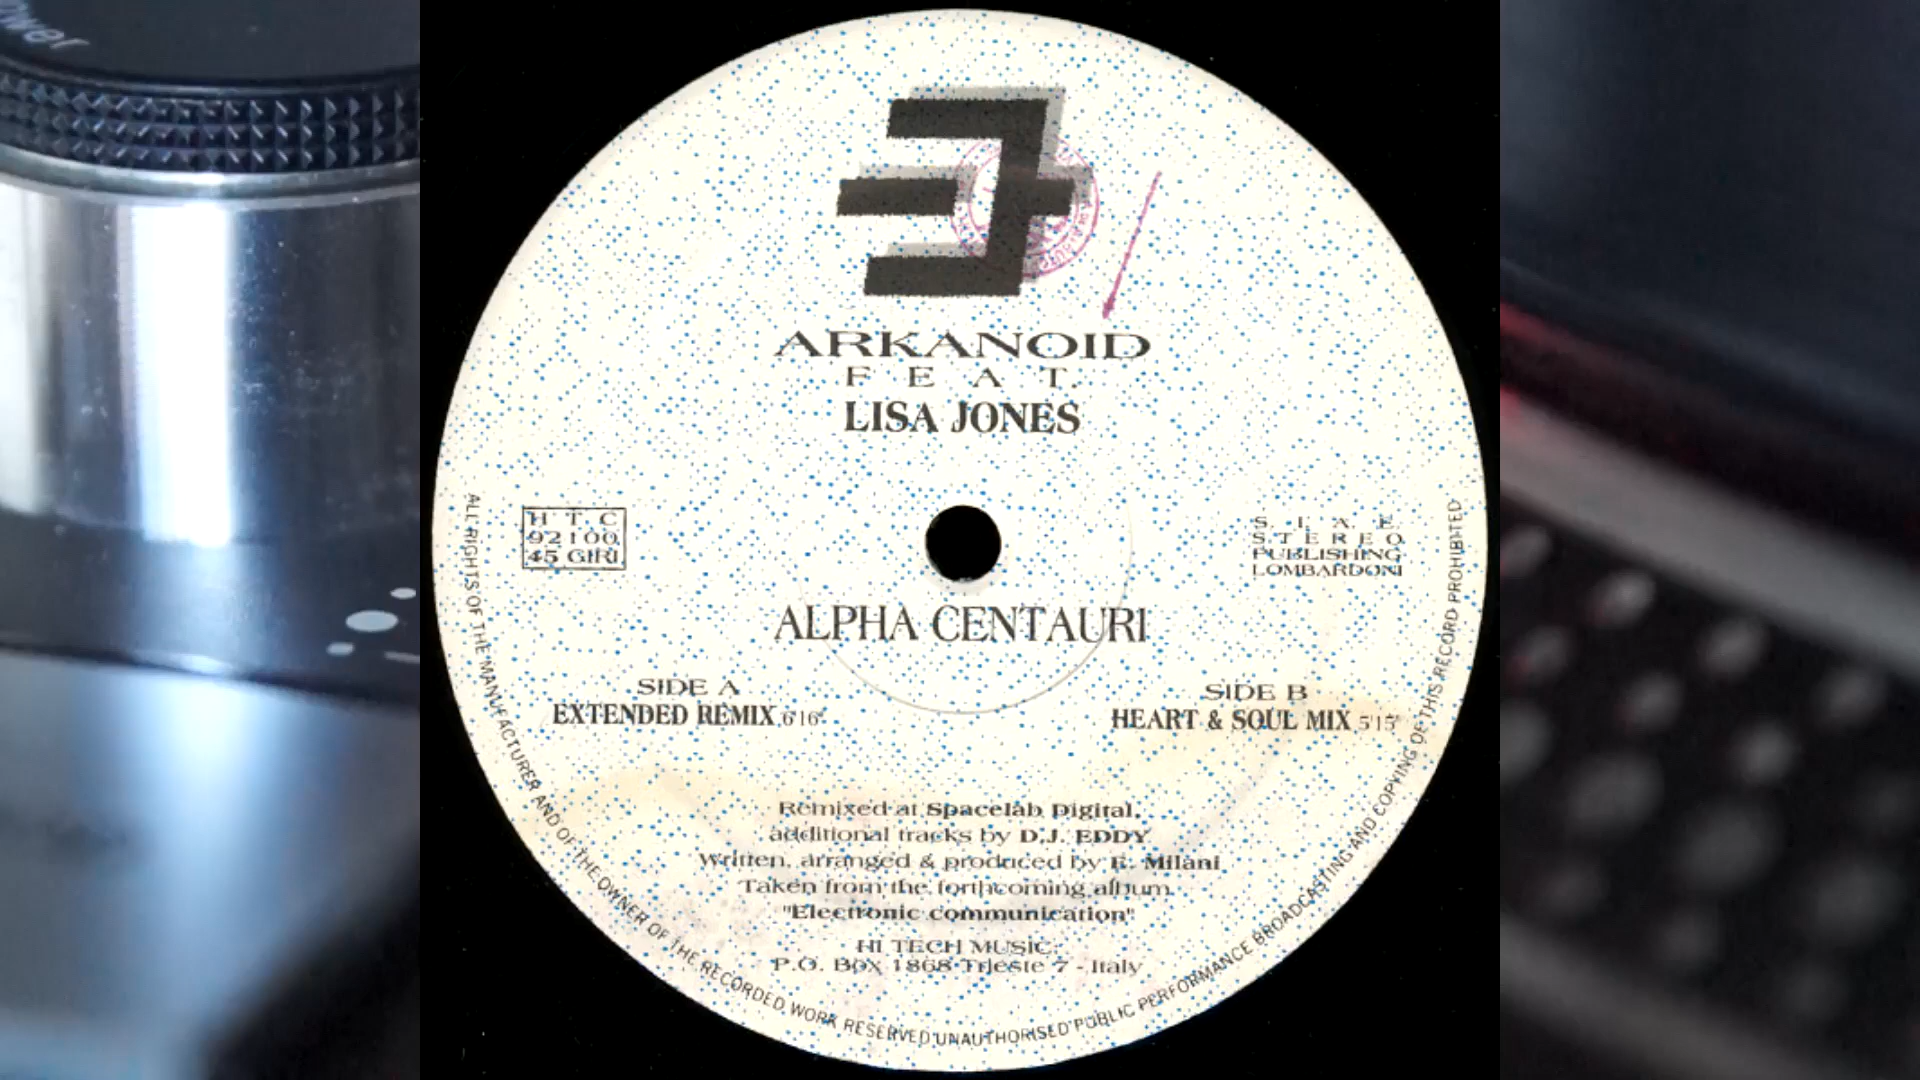 ower
ARKANOID
FEAT.
LISA JONES
HTC
92100
45 GIRI
S.I.A.E.
STEREO
PUBLISHING
LOMBARDONI
ALPHA CENTAURI
SIDE A
EXTENDED REMIX 6'16"
SIDE B
HEART & SOUL MIX 5'15"
Remixed at Spacelab Digital,
additional tracks by D.J. EDDY
Written, arranged & produced by E. Milani
Taken from the forthcoming album
"Electronic communication"
HI TECH MUSIC:
P.O. Box 1868 Trieste 7 - Italy
ALL RIGHTS OF THE MANUFACTURER AND OF THE OWNER OF THE RECORDED WORK RESERVED UNAUTHORISED PUBLIC PERFORMANCE BROADCASTING AND COPYING OF THIS RECORD PROHIBITED